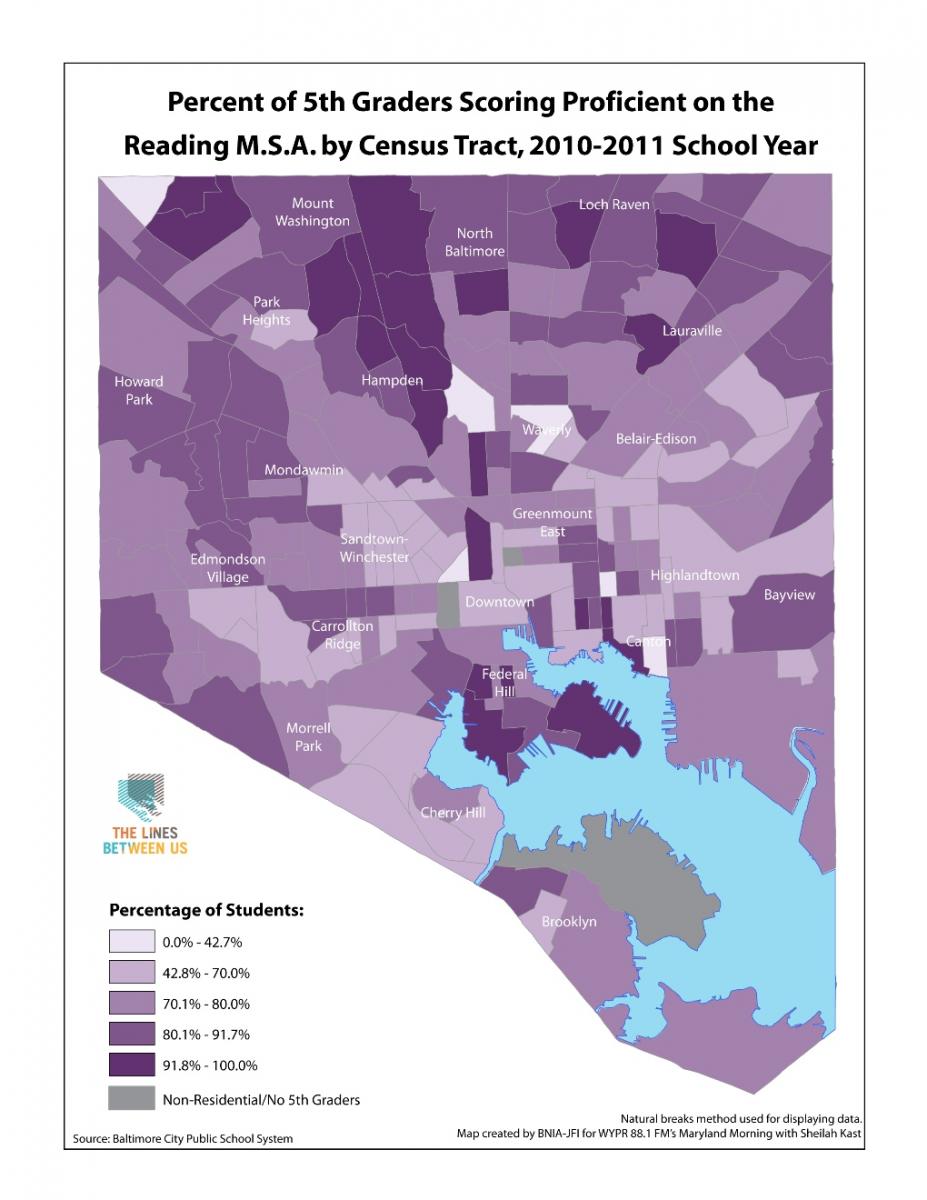 Percent of 5th Graders Scoring Proficient on the
Reading M.S.A. by Census Tract, 2010-2011 School Year
Mount
Washington
Loch Raven
North
Baltimore
Park
Heights
Lauraville
Howard
Park
Hampden
Waverly
Belair-Edison
Mondawmin
Greenmount
East
Sandtown-
Winchester
Edmondson
Village
Highlandtown
Bayview
Downtown
Carrollton
Ridge
Canton
Federal
Hill
Morrell
Park
Cherry Hill
THE LINES
BETWEEN US
Brooklyn
Percentage of Students:
0.0% - 42.7%
42.8% - 70.0%
70.1% - 80.0%
80.1% - 91.7%
91.8% - 100.0%
Non-Residential/No 5th Graders
Natural breaks method used for displaying data.
Source: Baltimore City Public School System
Map created by BNIA-JFI for WYPR 88.1 FM's Maryland Morning with Sheilah Kast